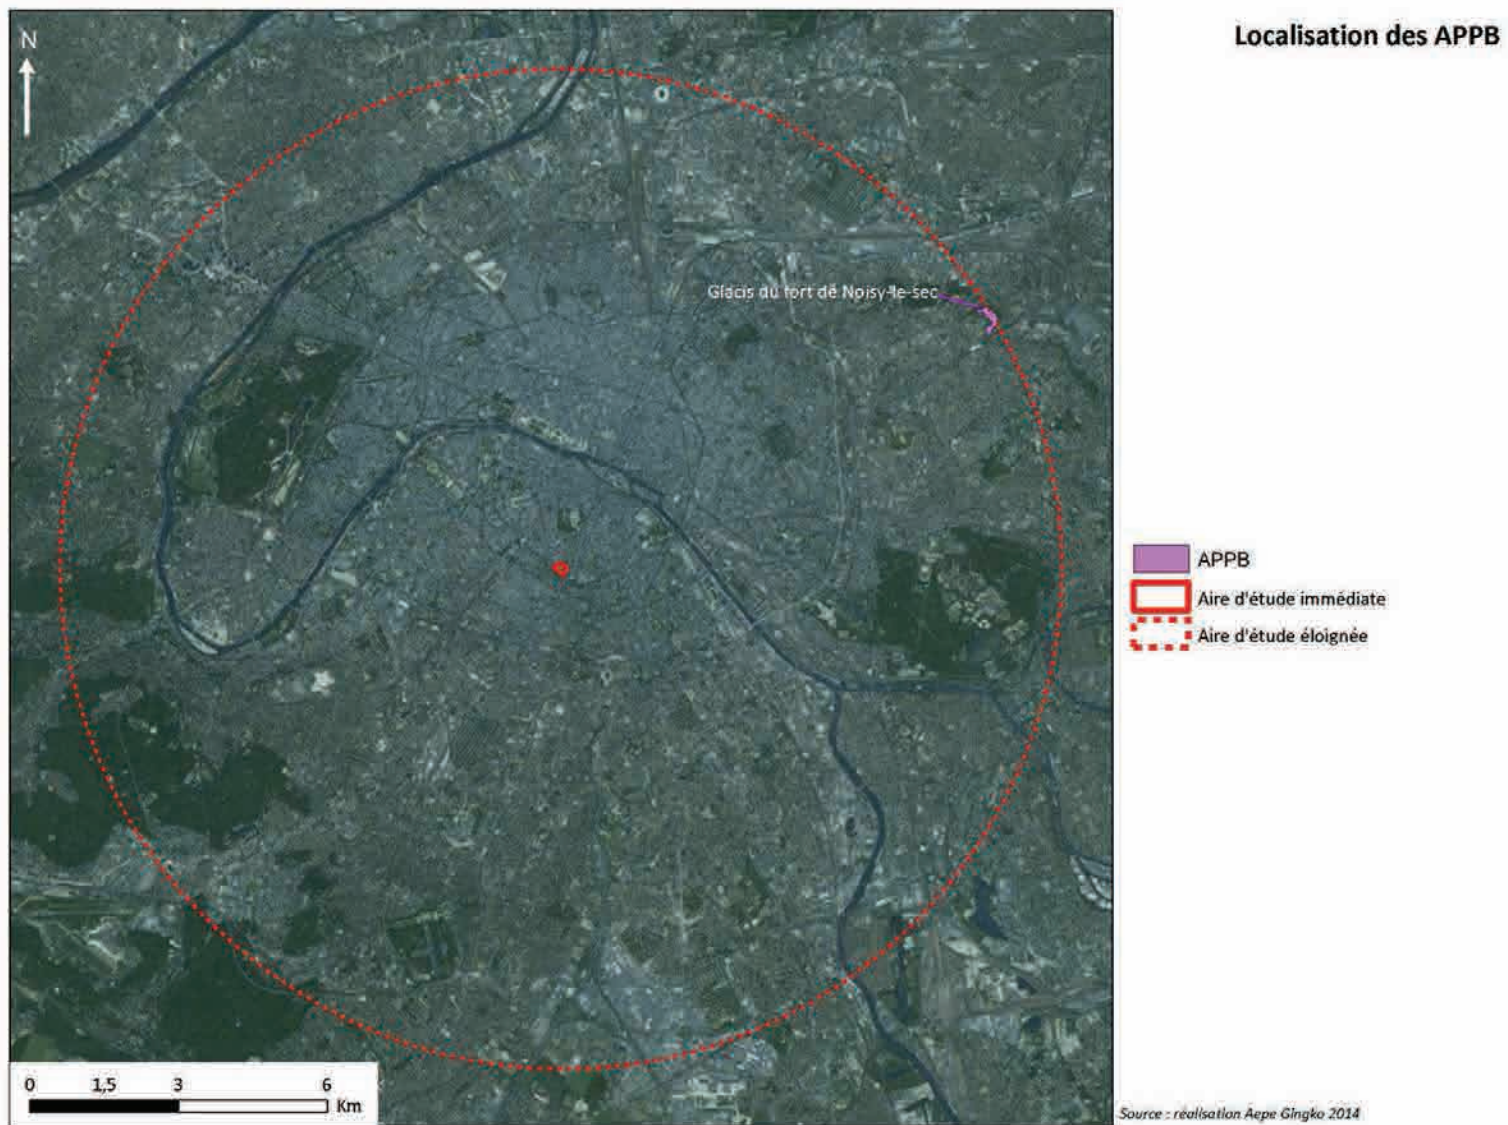 Localisation des APPB
N
Glacis du fort de Noisy-le-sec
APPB
Aire d'étude immédiate
Aire d'étude éloignée
0 1,5 3 6
Km
Source : realisation Aepe Gingko 2014